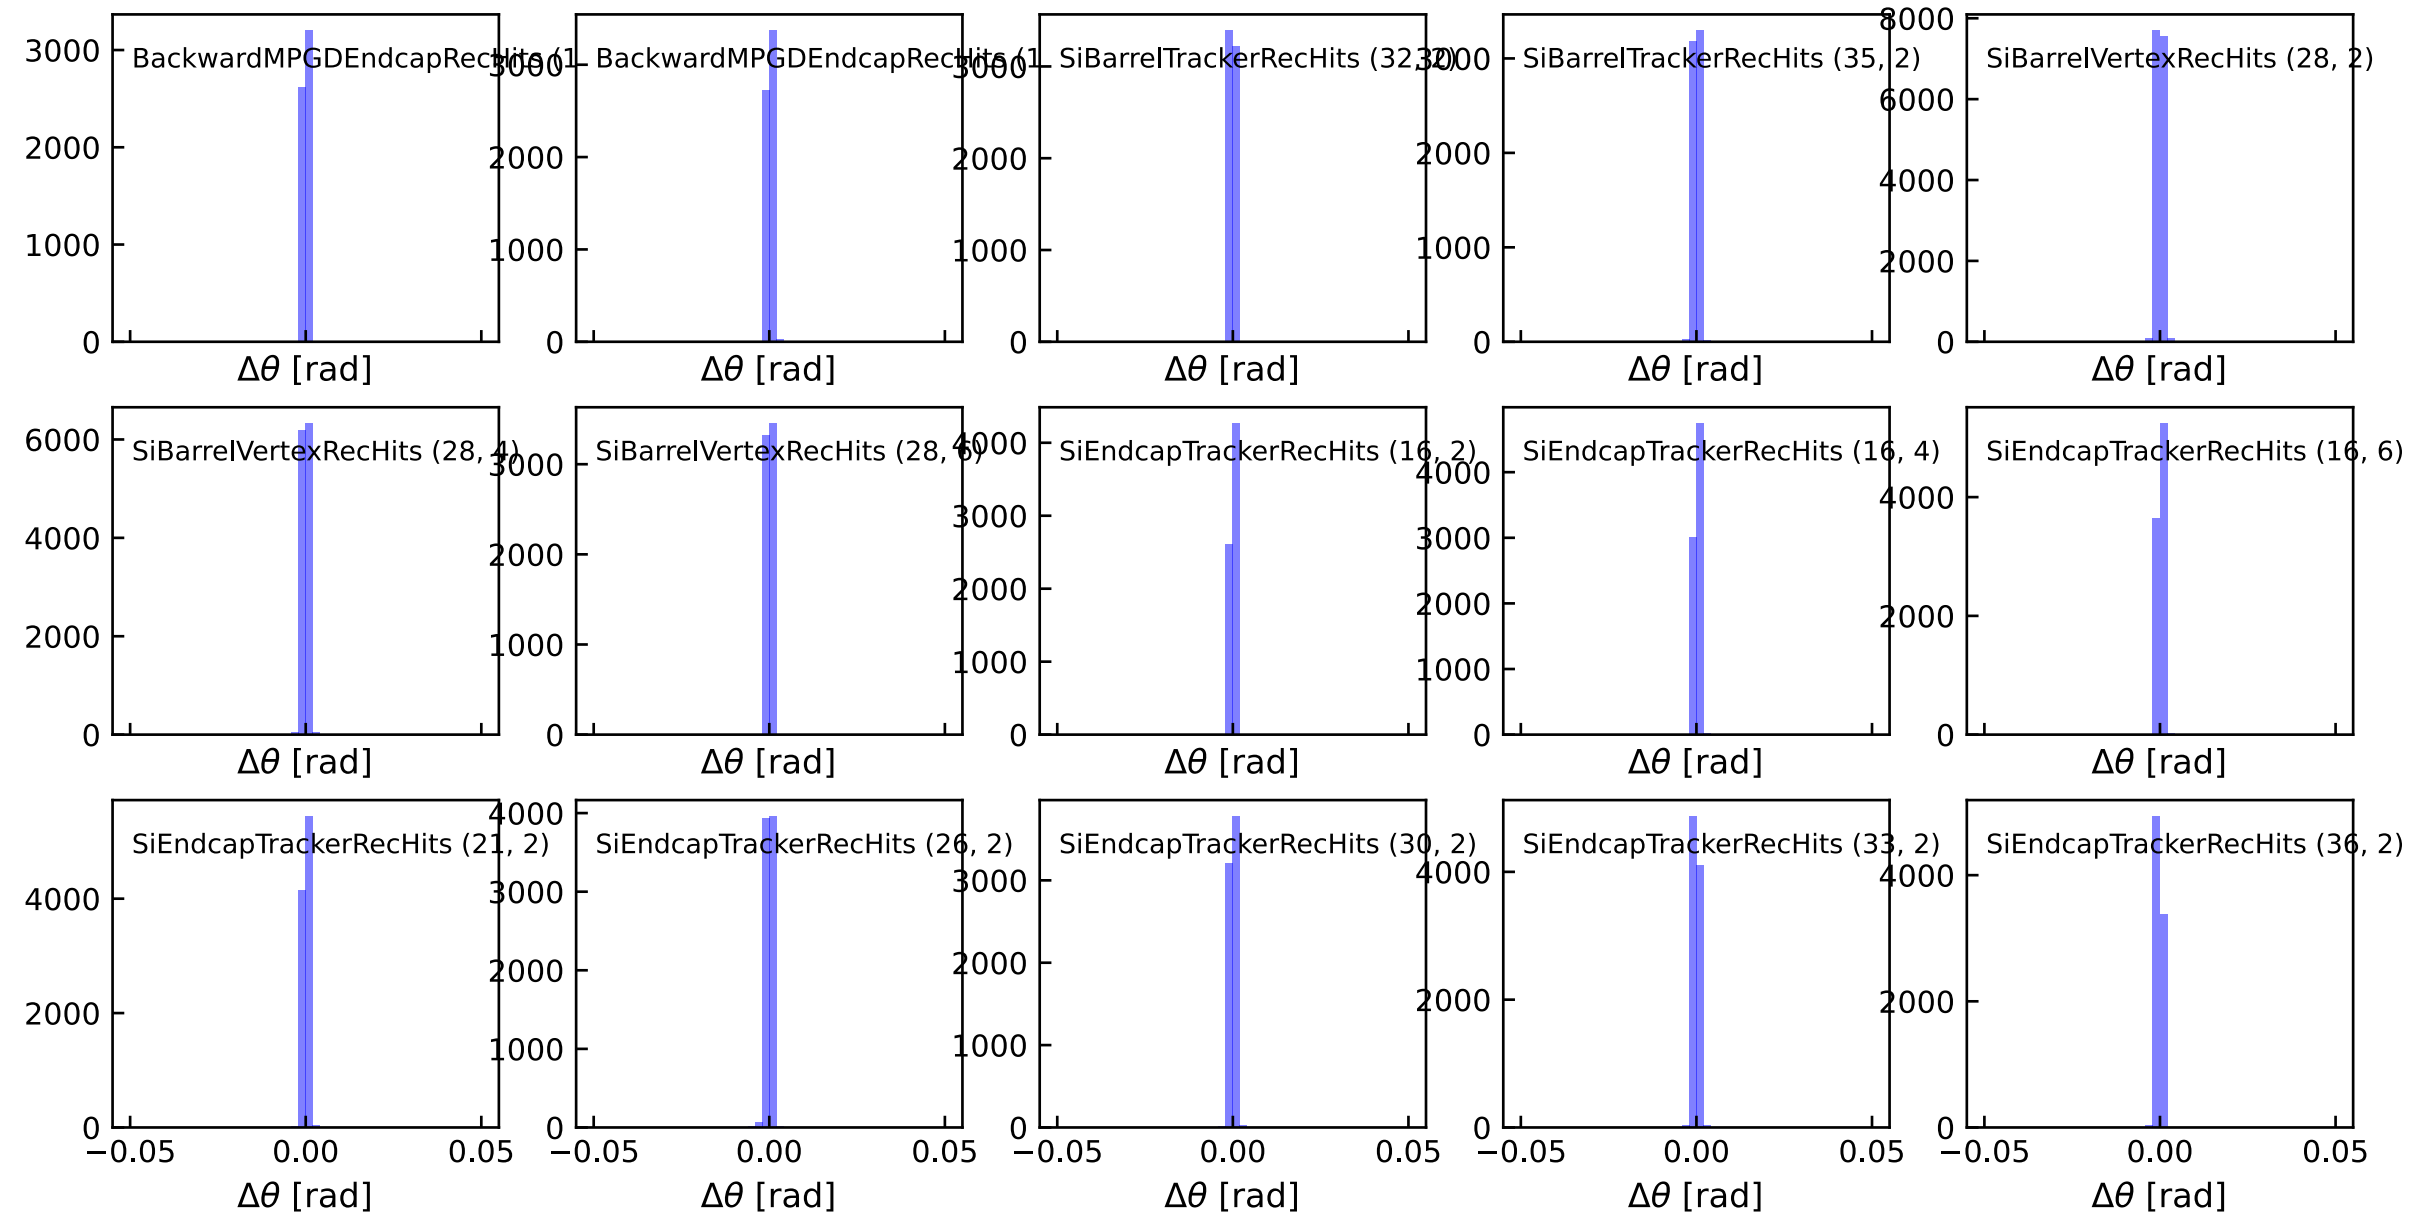 BackwardMPGDEndcapRecHits (1
3000
2000
1000
0
Δθ [rad]
BackwardMPGDEndcapRecHits (1
3000
2000
1000
0
Δθ [rad]
SiBarrelTrackerRecHits (32, 2)
3000
2000
1000
0
Δθ [rad]
SiBarrelTrackerRecHits (35, 2)
3000
2000
1000
0
Δθ [rad]
SiBarrelVertexRecHits (28, 2)
8000
6000
4000
2000
0
Δθ [rad]
SiBarrelVertexRecHits (28, 4)
6000
4000
2000
0
Δθ [rad]
SiBarrelVertexRecHits (28, 6)
3000
2000
1000
0
Δθ [rad]
SiEndcapTrackerRecHits (16, 2)
4000
3000
2000
1000
0
Δθ [rad]
SiEndcapTrackerRecHits (16, 4)
4000
3000
2000
1000
0
Δθ [rad]
SiEndcapTrackerRecHits (16, 6)
4000
2000
0
Δθ [rad]
SiEndcapTrackerRecHits (21, 2)
4000
2000
0
−0.05 0.00 0.05
Δθ [rad]
SiEndcapTrackerRecHits (26, 2)
4000
3000
2000
1000
0
−0.05 0.00 0.05
Δθ [rad]
SiEndcapTrackerRecHits (30, 2)
3000
2000
1000
0
−0.05 0.00 0.05
Δθ [rad]
SiEndcapTrackerRecHits (33, 2)
4000
2000
0
−0.05 0.00 0.05
Δθ [rad]
SiEndcapTrackerRecHits (36, 2)
4000
2000
0
−0.05 0.00 0.05
Δθ [rad]